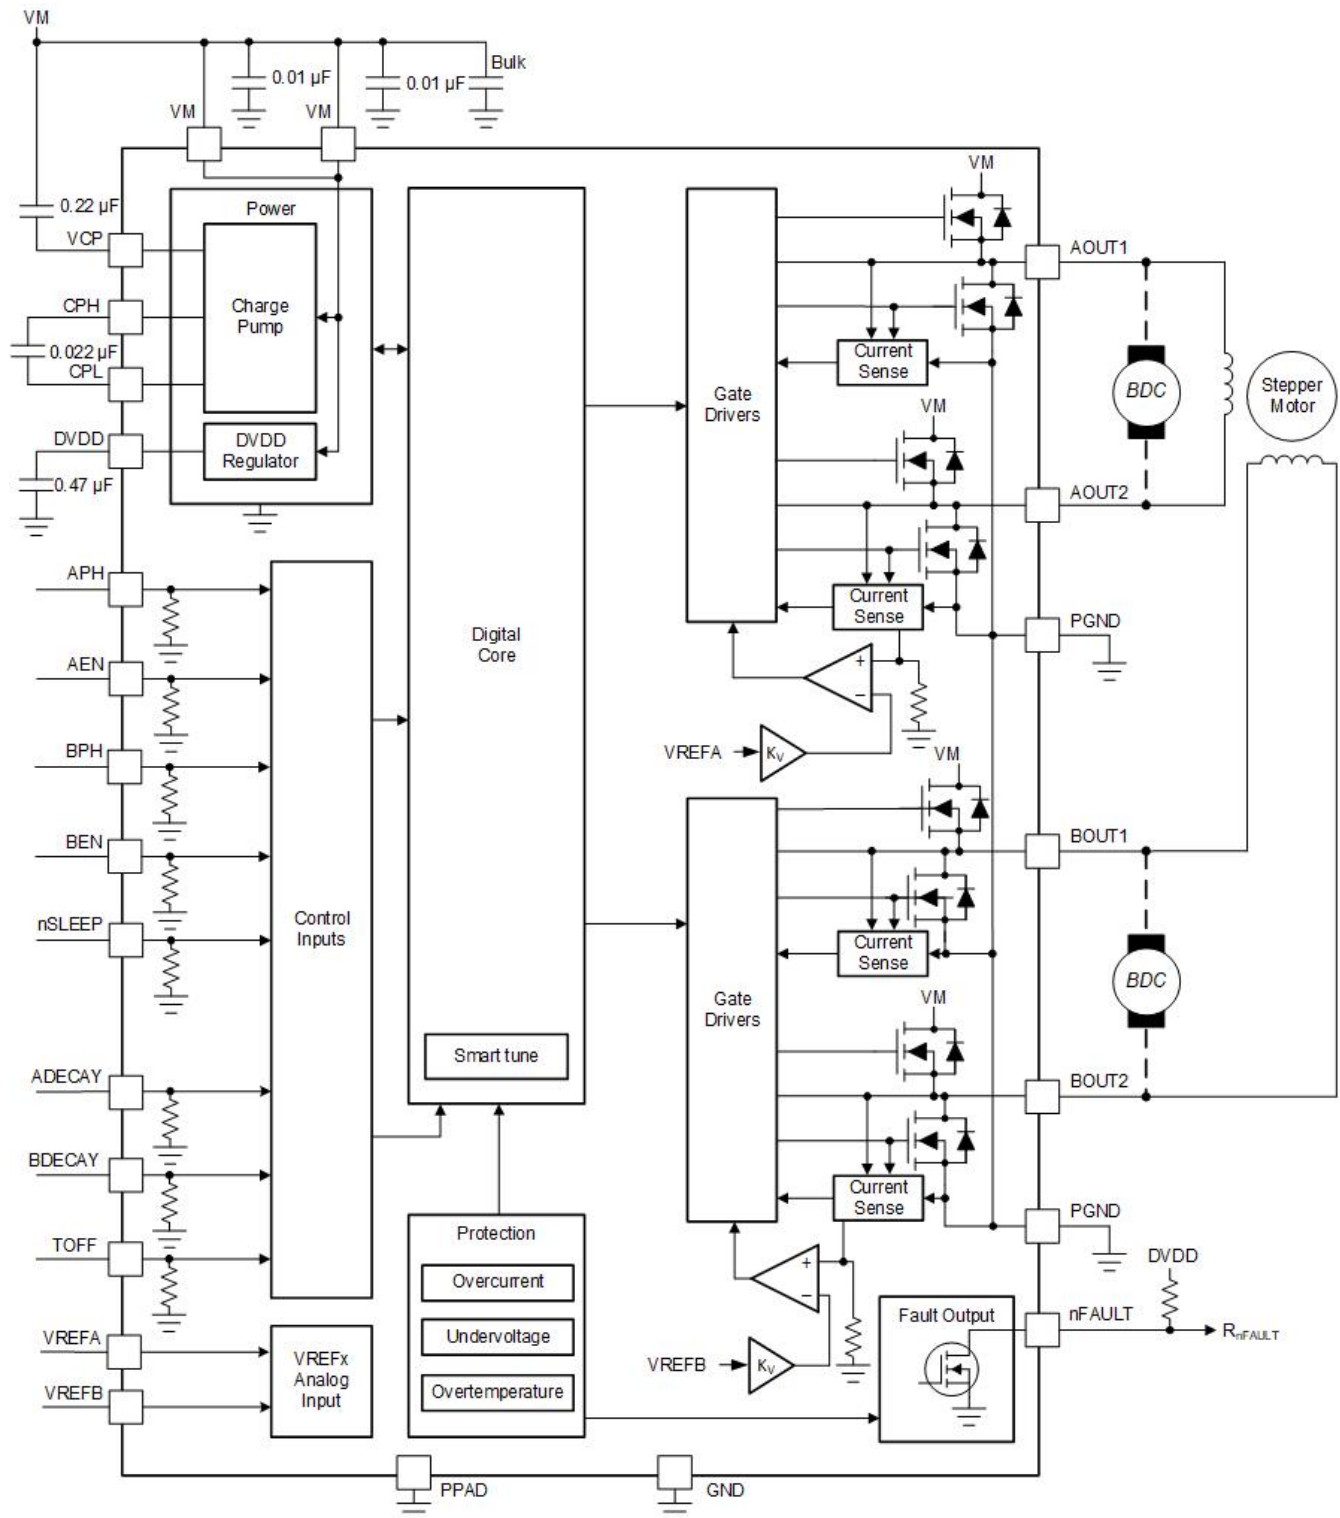 VM
0.01 µF
0.01 µF
Bulk
VM
VM
0.22 µF
VCP
Power
Charge
Pump
CPH
0.022 µF
CPL
DVDD
DVDD
Regulator
0.47 µF
APH
AEN
BPH
BEN
nSLEEP
ADECAY
BDECAY
TOFF
VREFA
VREFB
Control
Inputs
VREFx
Analog
Input
Digital
Core
Smart tune
Protection
Overcurrent
Undervoltage
Overtemperature
Gate
Drivers
VM
Current
Sense
VM
Current
Sense
+
−
VREFA
KV
Gate
Drivers
VM
Current
Sense
VM
Current
Sense
+
−
VREFB
KV
Fault Output
AOUT1
BDC
Stepper
Motor
AOUT2
PGND
BOUT1
BDC
BOUT2
PGND
DVDD
nFAULT
RnFAULT
PPAD
GND